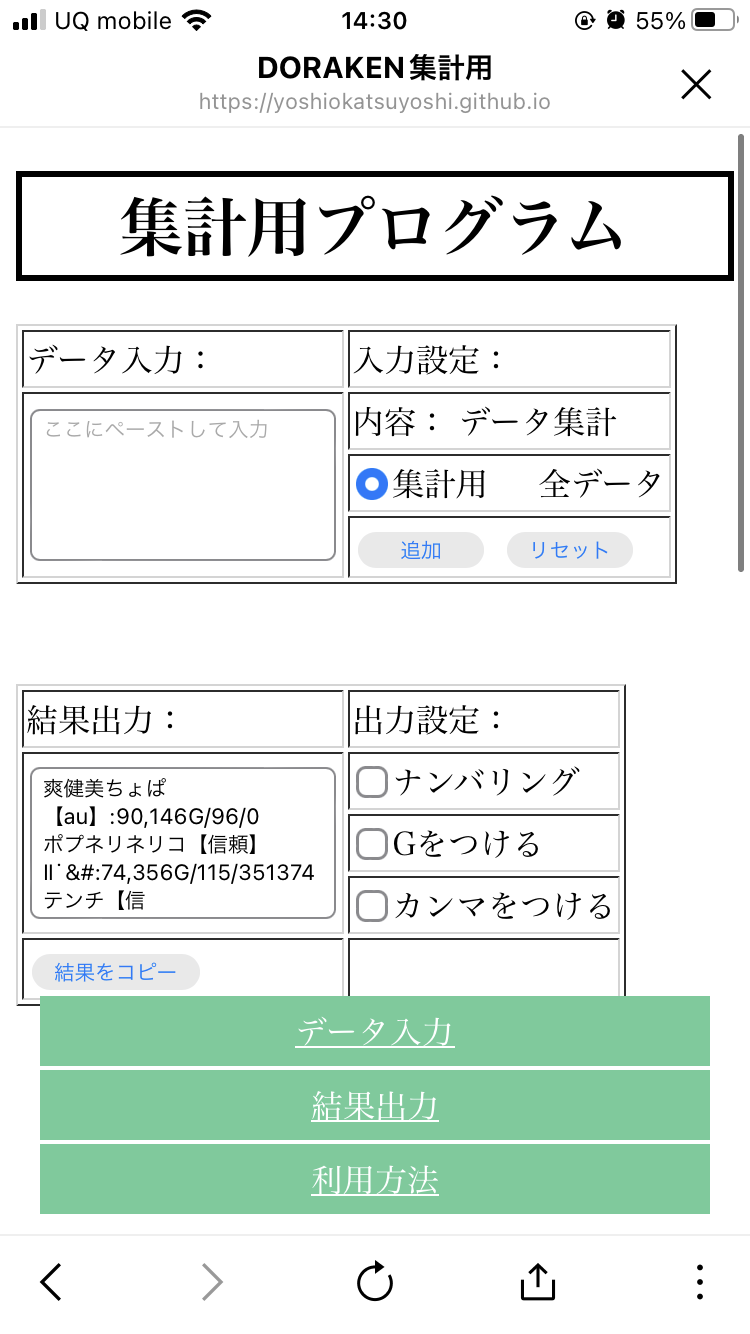 UQ mobile 14:30 55%
DORAKEN集計用
https://yoshiokatsuyoshi.github.io
集計用プログラム
データ入力：
入力設定：
ここにペーストして入力
内容： データ集計
集計用 全データ
追加 リセット
結果出力：
出力設定：
爽健美ちょぱ
【au】:90,146G/96/0
ポプネリネリコ【信頼】
ll˙&#:74,356G/115/351374
テンチ【信
ナンバリング
Gをつける
カンマをつける
結果をコピー
データ入力
結果出力
利用方法